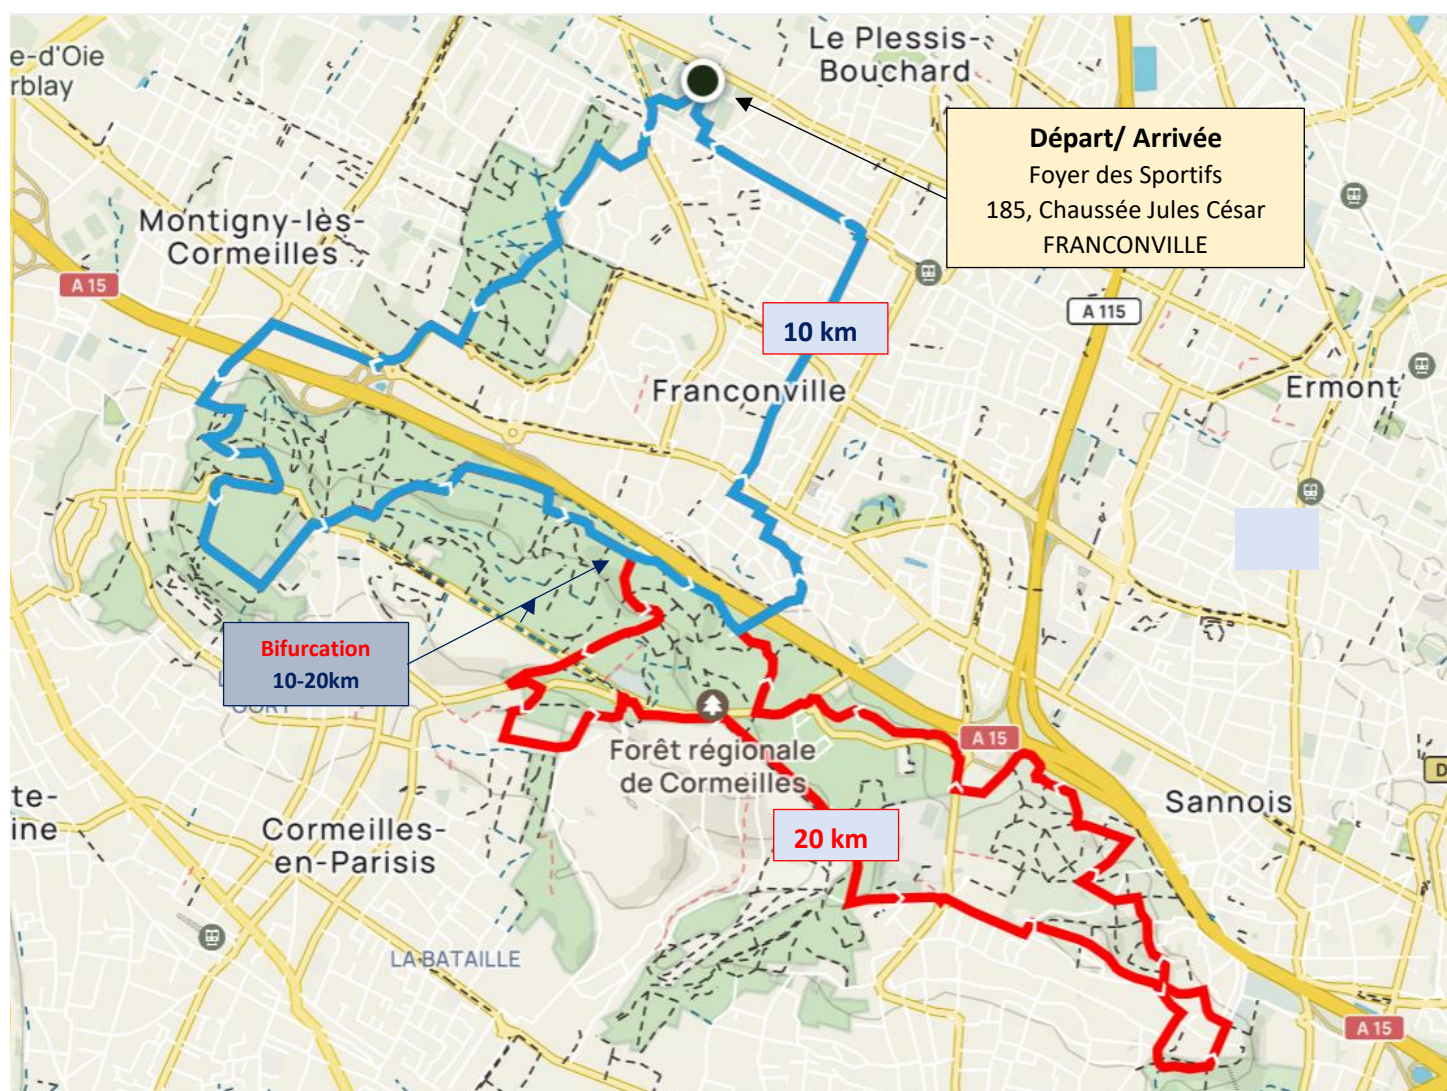 e-d'Oie
rblay
Le Plessis-
Bouchard
Départ/ Arrivée
Foyer des Sportifs
185, Chaussée Jules César
FRANCONVILLE
Montigny-lès-
Cormeilles
A 15
10 km
A 115
Franconville
Ermont
Bifurcation
10-20km
Forêt régionale
de Cormeilles
A 15
D
Sannois
te-
ine
Cormeilles-
en-Parisis
20 km
LA BATAILLE
A 15